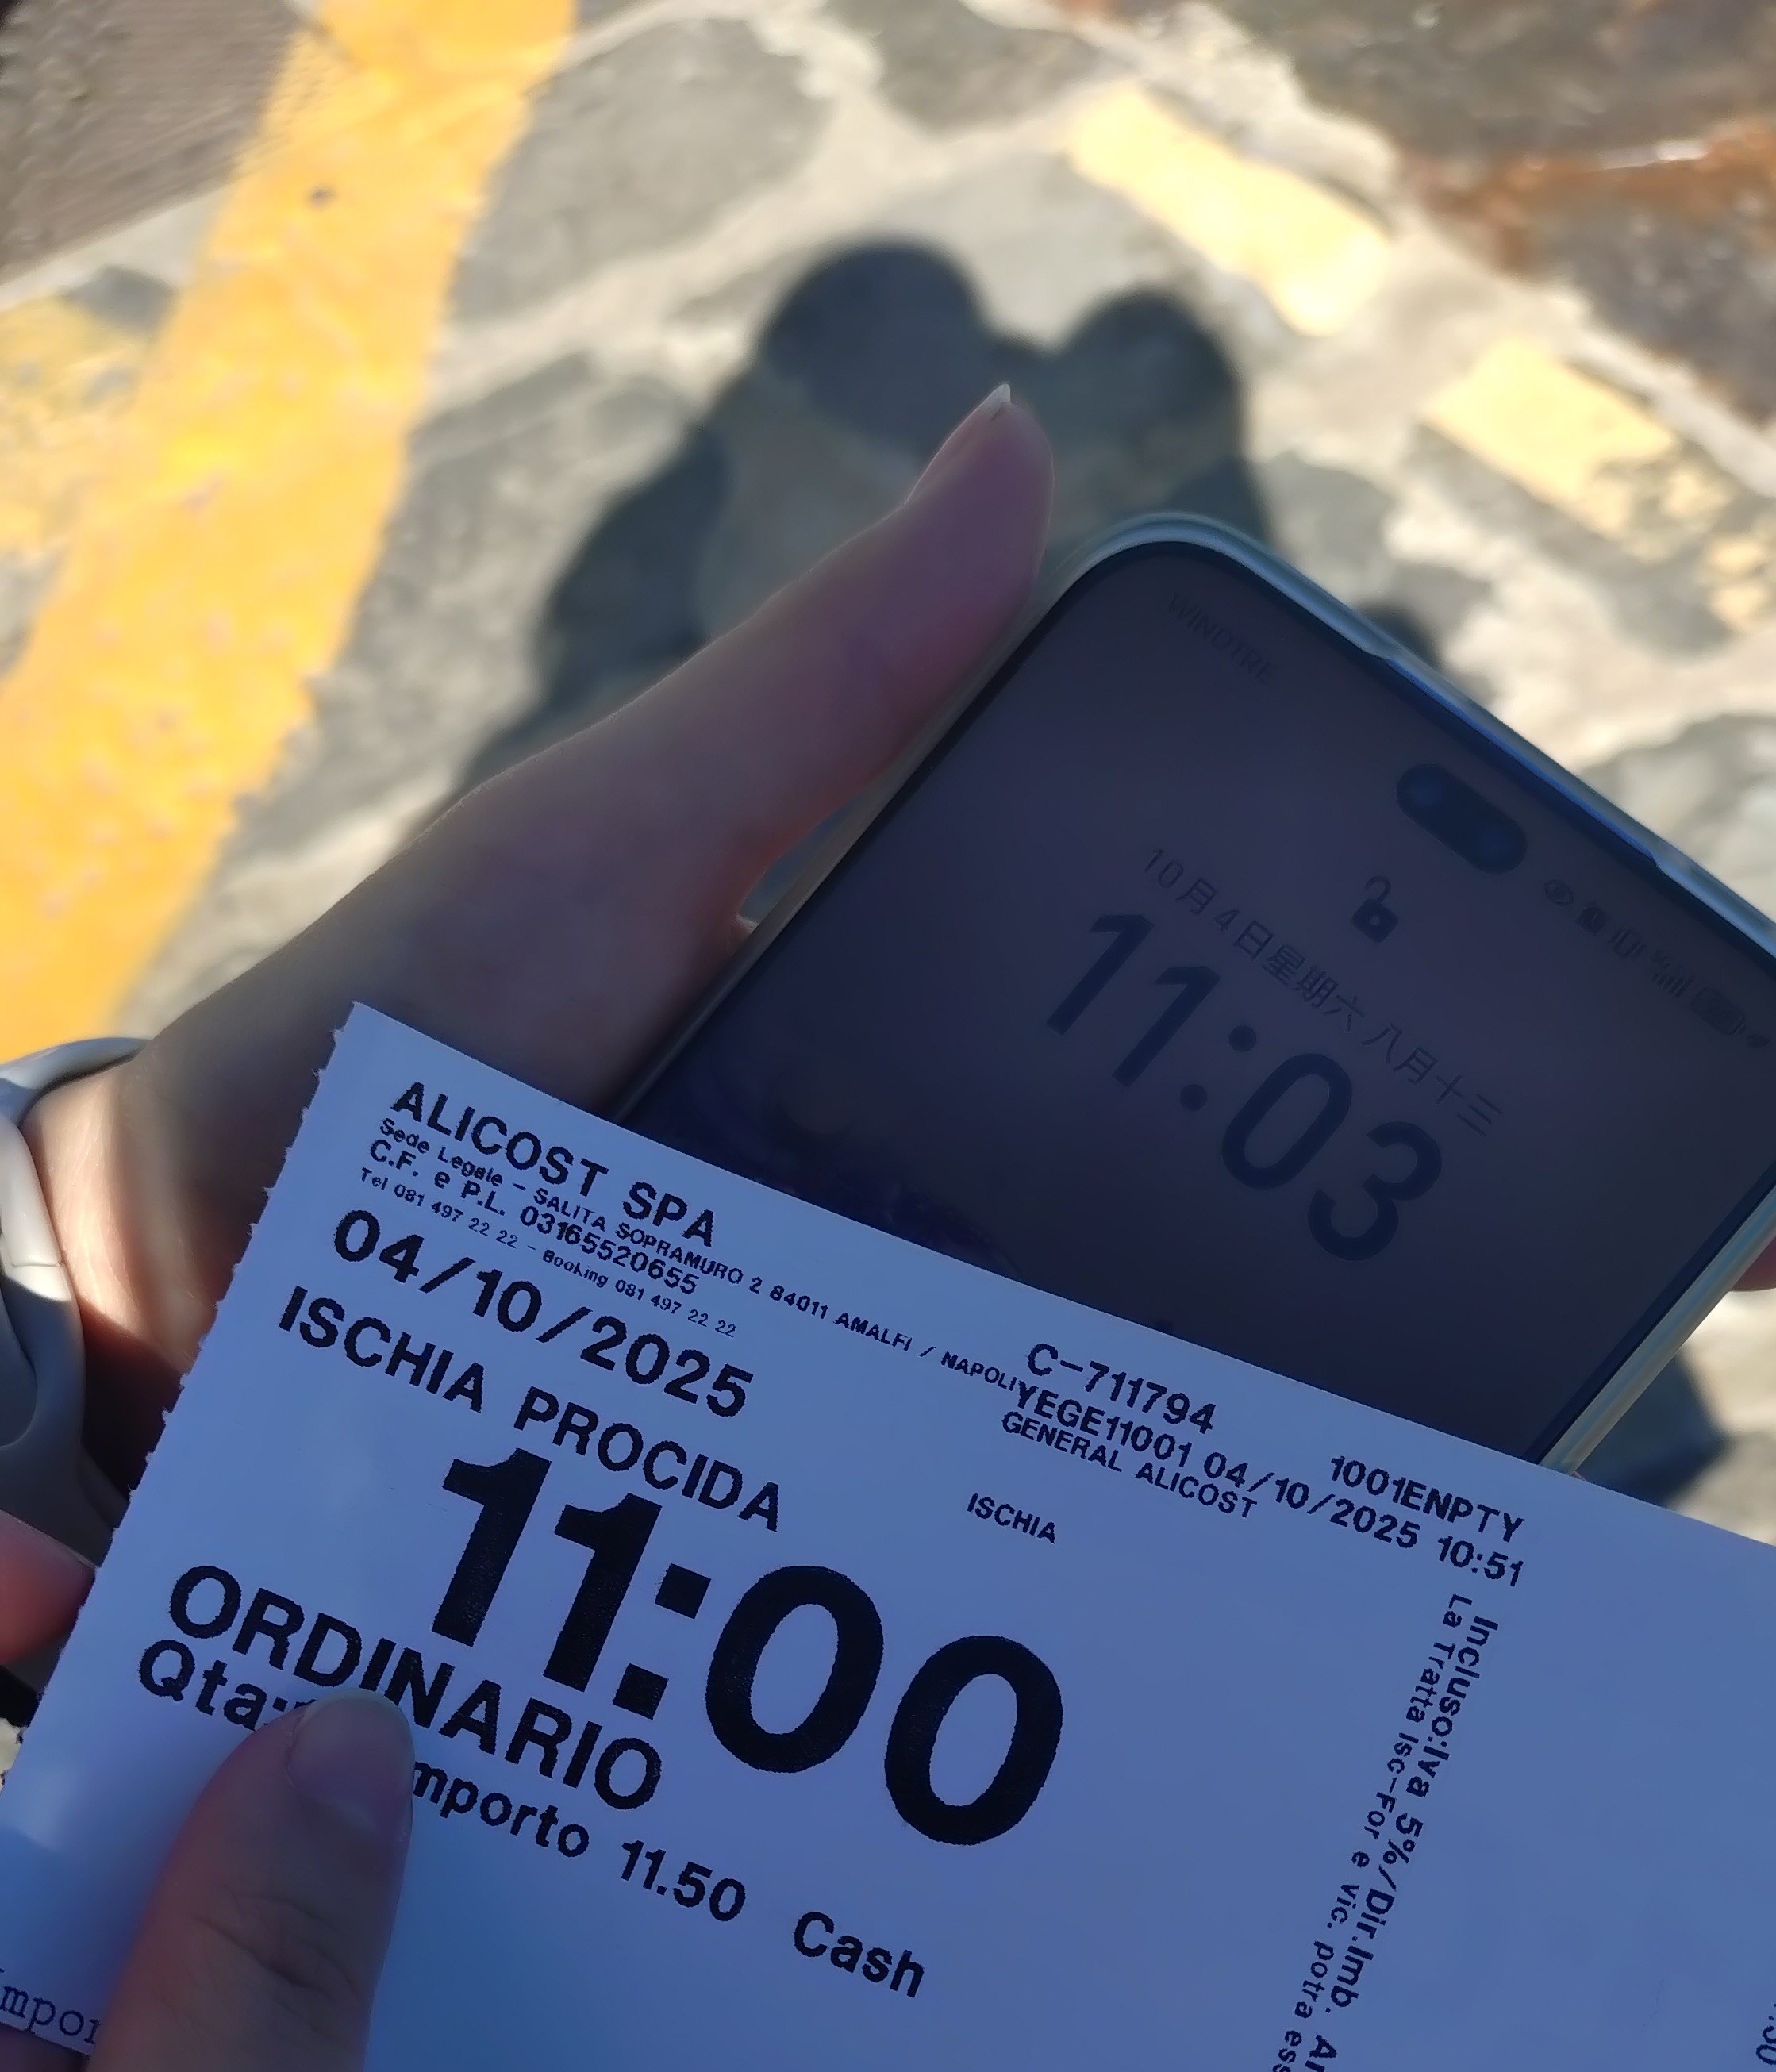 WINDTRE
10月4日星期六 八月十三
11:03
ALICOST SPA
Sede Legale - SALITA SOPRAMURO 2 84011 AMALFI / NAPOLI
C.F. e P.L. 03165520655
Tel 081 497 22 22 - Booking 081 497 22 22
04/10/2025
ISCHIA PROCIDA
11:00
ORDINARIO
Qta: mporto 11.50 Cash
C-711794
YEGE11001 04/10/2025 10:51
1001ENPTY
GENERAL ALICOST
ISCHIA
Incluso:Iva 5%/Dir.Imb.
La Tratta Isc-For e vic. potra
mpor